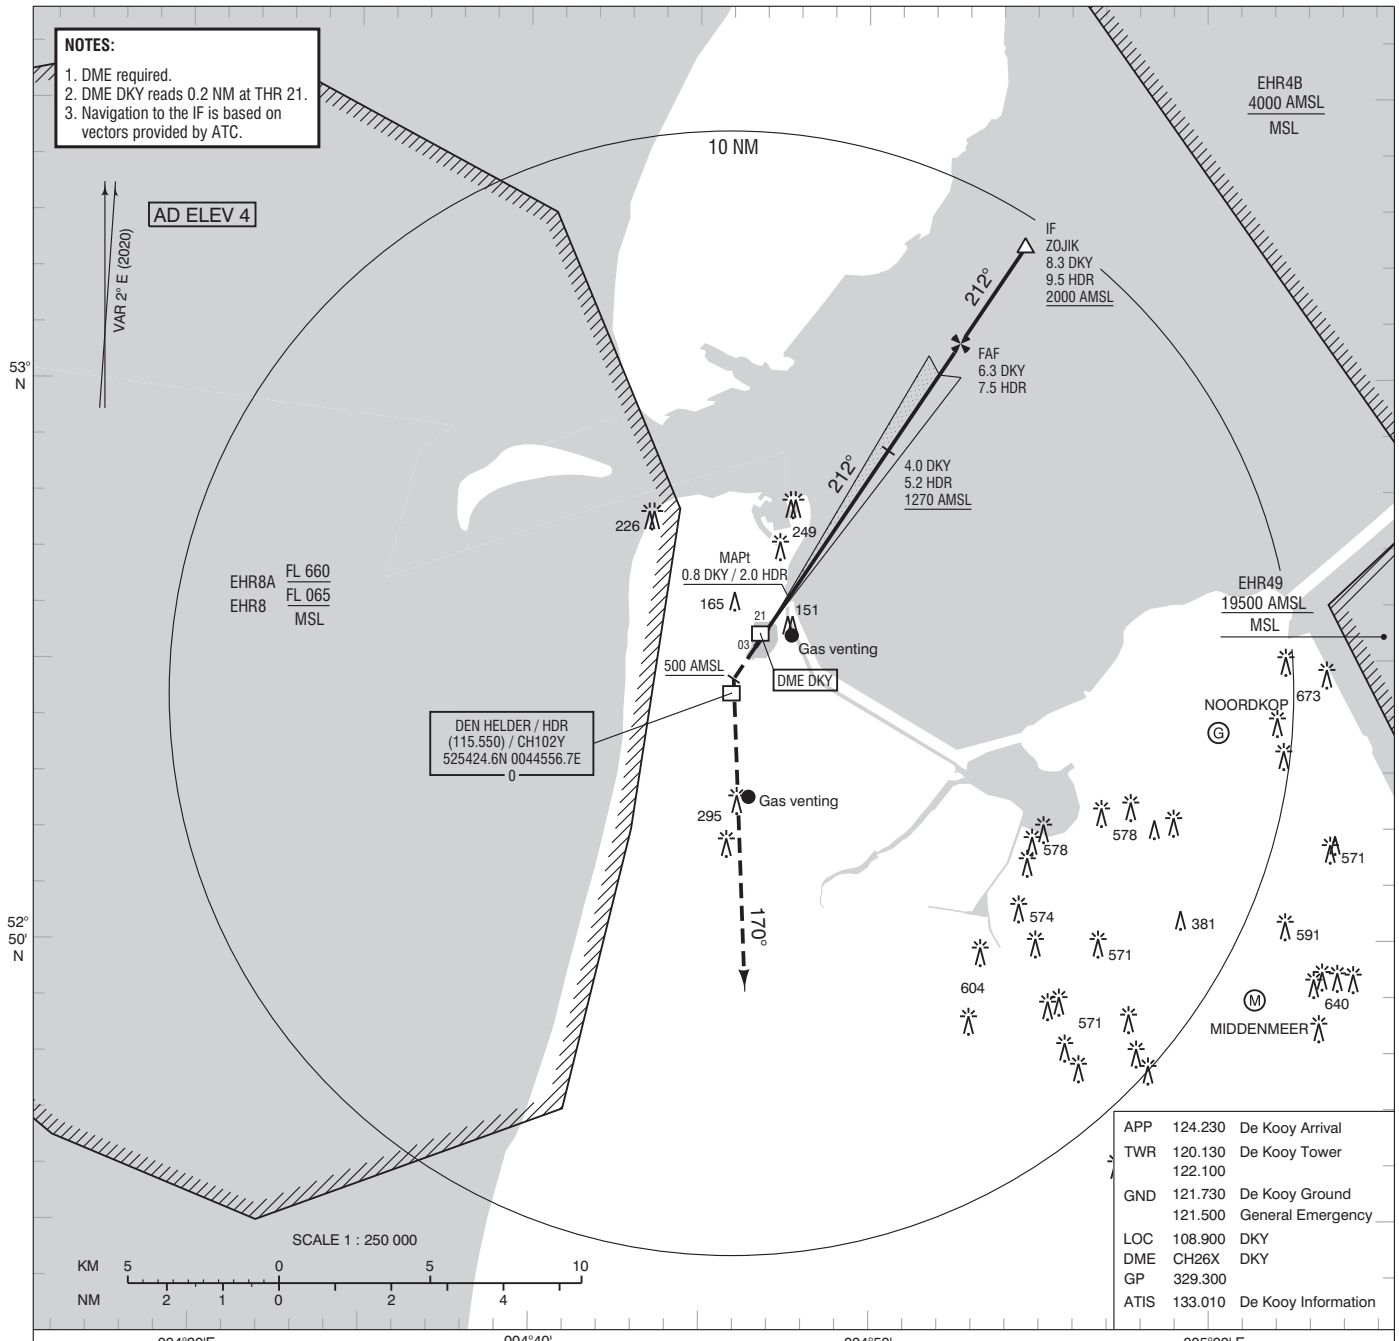 NOTES:
1. DME required.
2. DME DKY reads 0.2 NM at THR 21.
3. Navigation to the IF is based on
vectors provided by ATC.
AD ELEV 4
VAR 2° E (2020)
10 NM
EHR4B
4000 AMSL
MSL
IF
ZOJIK
8.3 DKY
9.5 HDR
2000 AMSL
212°
FAF
6.3 DKY
7.5 HDR
53°
N
212°
4.0 DKY
5.2 HDR
1270 AMSL
226
249
MAPt
0.8 DKY / 2.0 HDR
165
151
21
03
Gas venting
EHR8A
FL 660
FL 065
EHR8
MSL
EHR49
19500 AMSL
MSL
500 AMSL
DME DKY
673
NOORDKOP
G
DEN HELDER / HDR
(115.550) / CH102Y
525424.6N 0044556.7E
0
Gas venting
295
578
578
571
574
381
591
52°
50'
N
170°
571
604
571
640
M
MIDDENMEER
APP 124.230 De Kooy Arrival
TWR 120.130 De Kooy Tower
122.100
GND 121.730 De Kooy Ground
121.500 General Emergency
LOC 108.900 DKY
DME CH26X DKY
GP 329.300
ATIS 133.010 De Kooy Information
SCALE 1 : 250 000
KM 5 0 5 10
NM 2 1 0 2 4
004°40'